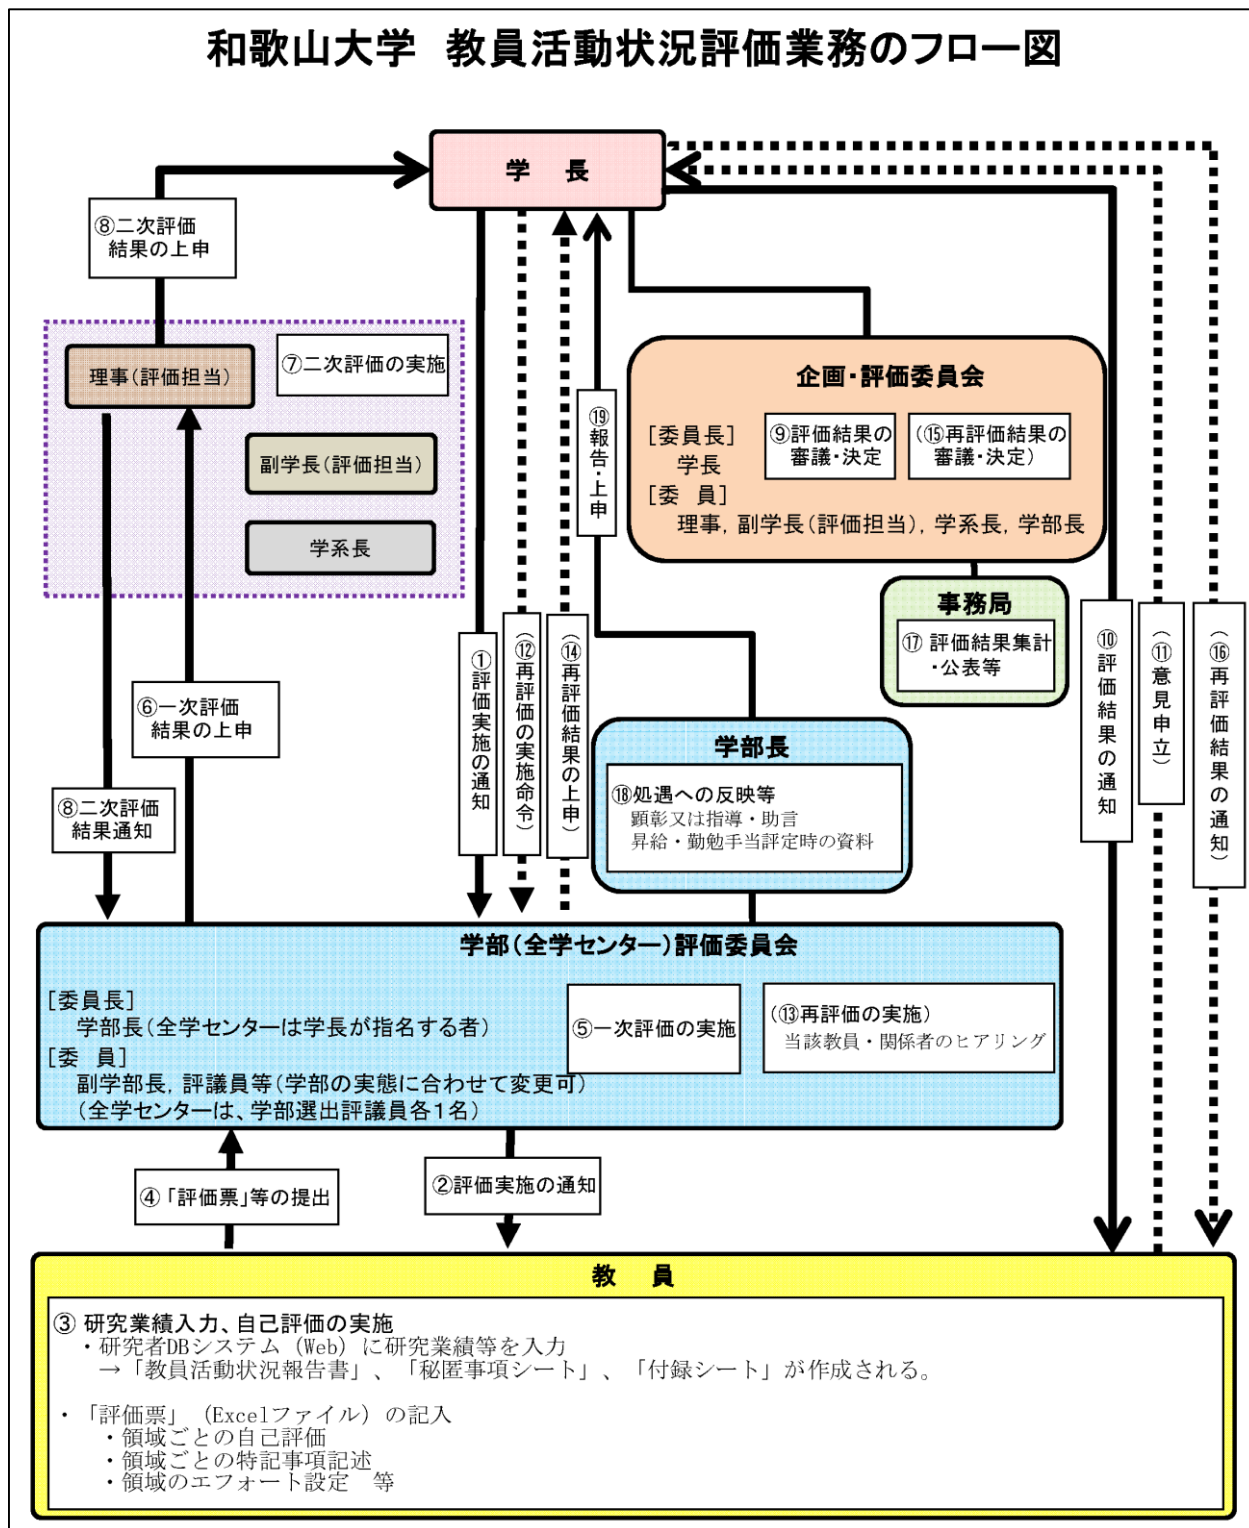 和歌山大学 教員活動状況評価業務のフロー図
学 長
⑧二次評価
結果の上申
理事(評価担当)
⑦二次評価の実施
副学長(評価担当)
学系長
⑥一次評価
結果の上申
⑧二次評価
結果通知
①評価実施の通知
(⑫再評価の実施命令)
(⑭再評価結果の上申)
⑲報告・上申
企画・評価委員会
[委員長]
学長
[委 員]
理事, 副学長(評価担当), 学系長, 学部長
⑨評価結果の
審議・決定
(⑮再評価結果の
審議・決定)
事務局
⑰ 評価結果集計
・公表等
学部長
⑱処遇への反映等
顕彰又は指導・助言
昇給・勤勉手当評定時の資料
⑩評価結果の通知
(⑪意見申立)
(⑯再評価結果の通知)
学部(全学センター)評価委員会
[委員長]
学部長(全学センターは学長が指名する者)
[委 員]
副学部長, 評議員等(学部の実態に合わせて変更可)
(全学センターは、学部選出評議員各1名)
⑤一次評価の実施
(⑬再評価の実施)
当該教員・関係者のヒアリング
④「評価票」等の提出
②評価実施の通知
教 員
③ 研究業績入力、自己評価の実施
・研究者DBシステム (Web) に研究業績等を入力
→「教員活動状況報告書」、「秘匿事項シート」、「付録シート」が作成される。
・「評価票」 (Excelファイル) の記入
・領域ごとの自己評価
・領域ごとの特記事項記述
・領域のエフォート設定 等